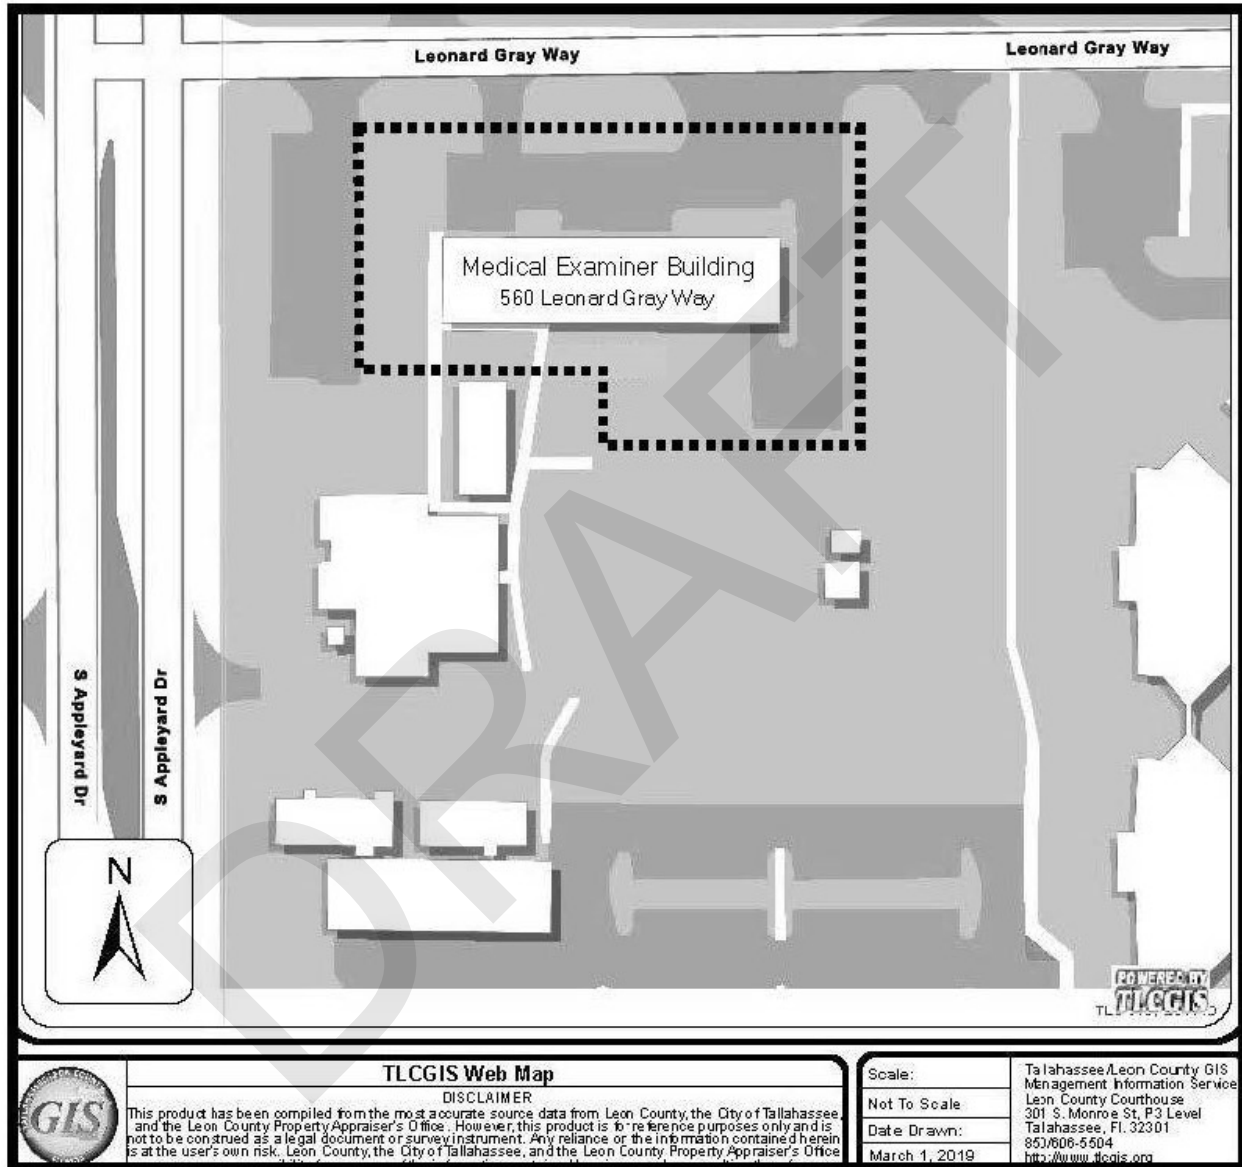 Leonard Gray Way
Leonard Gray Way
Medical Examiner Building
560 Leonard Gray Way
DRAFT
S Appleyard Dr
S Appleyard Dr
N
POWERED BY
TLCGIS
GIS
TLCGIS Web Map
DISCLAIMER
This product has been compiled from the most accurate source data from Leon County, the City of Tallahassee,
and the Leon County Property Appraiser's Office. However, this product is for reference purposes only and is
not to be construed as a legal document or survey instrument. Any reliance on the information contained herein
is at the user's own risk. Leon County, the City of Tallahassee, and the Leon County Property Appraiser's Office
Scale:
Not To Scale
Date Drawn:
March 1, 2019
Tallahassee/Leon County GIS
Management Information Service
Leon County Courthouse
301 S. Monroe St, P3 Level
Talahassee, Fl. 32301
850/606-5504
http://www.tlcgis.org